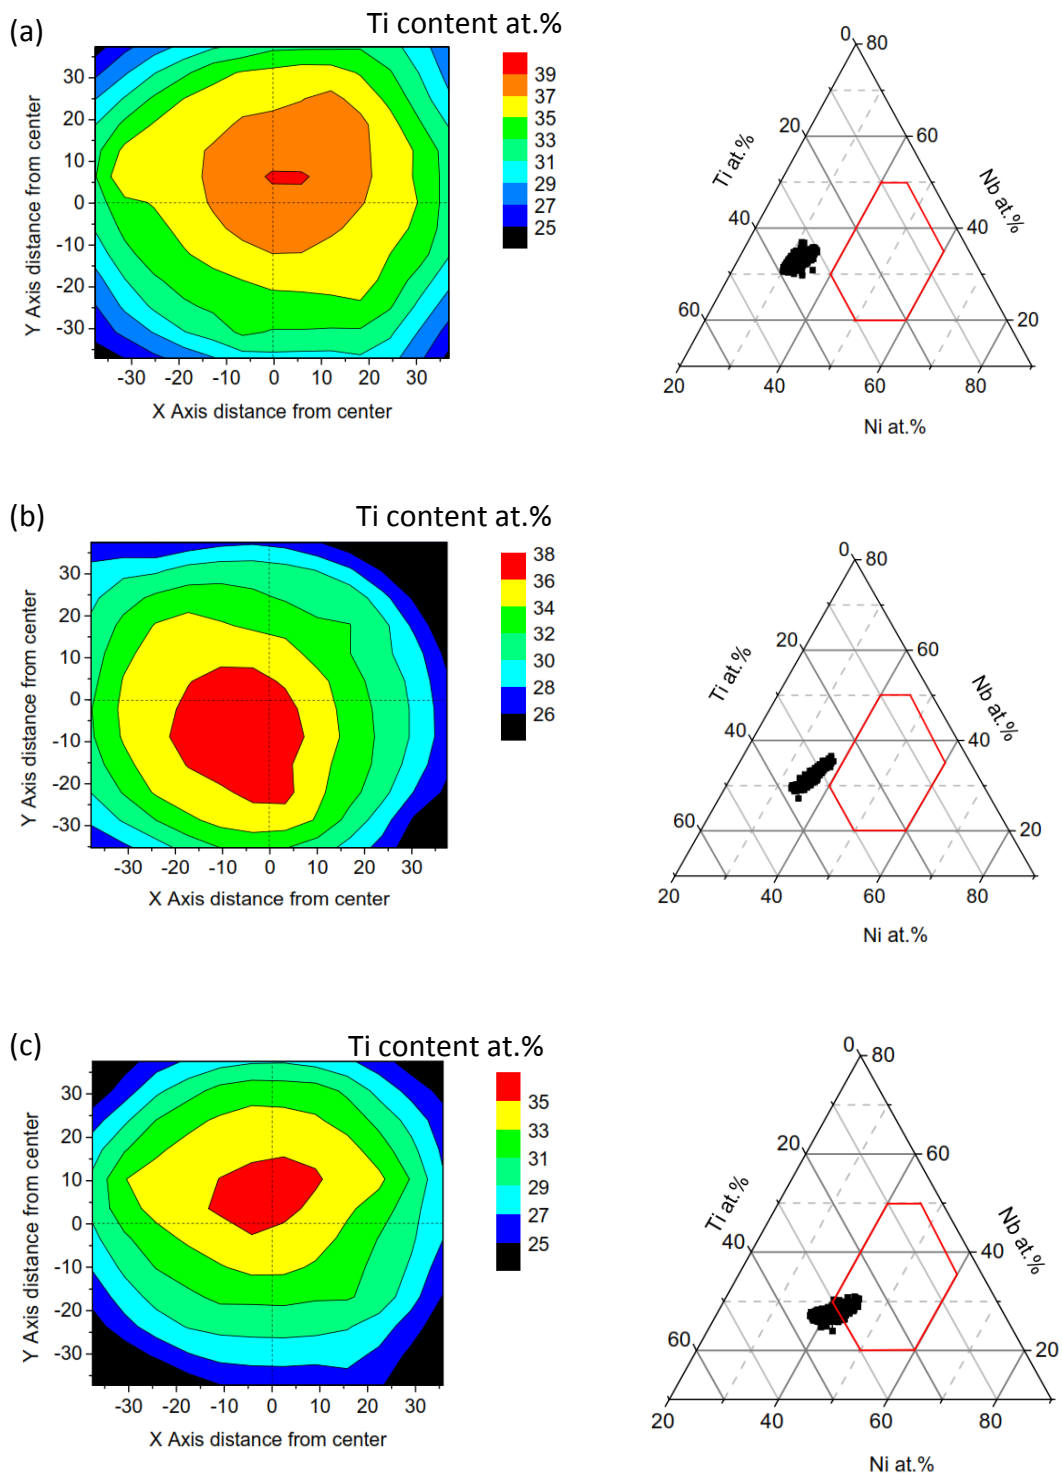 (a)
Ti content at.%
30
20
10
0
-10
-20
-30
Y Axis distance from center
-30 -20 -10 0 10 20 30
X Axis distance from center
39
37
35
33
31
29
27
25
0 80
20 60
40 40
60 20
20 40 60 80
Ti at.%
Nb at.%
Ni at.%
(b)
Ti content at.%
30
20
10
0
-10
-20
-30
Y Axis distance from center
-30 -20 -10 0 10 20 30
X Axis distance from center
38
36
34
32
30
28
26
0 80
20 60
40 40
60 20
20 40 60 80
Ti at.%
Nb at.%
Ni at.%
(c)
Ti content at.%
30
20
10
0
-10
-20
-30
Y Axis distance from center
-30 -20 -10 0 10 20 30
X Axis distance from center
35
33
31
29
27
25
0 80
20 60
40 40
60 20
20 40 60 80
Ti at.%
Nb at.%
Ni at.%